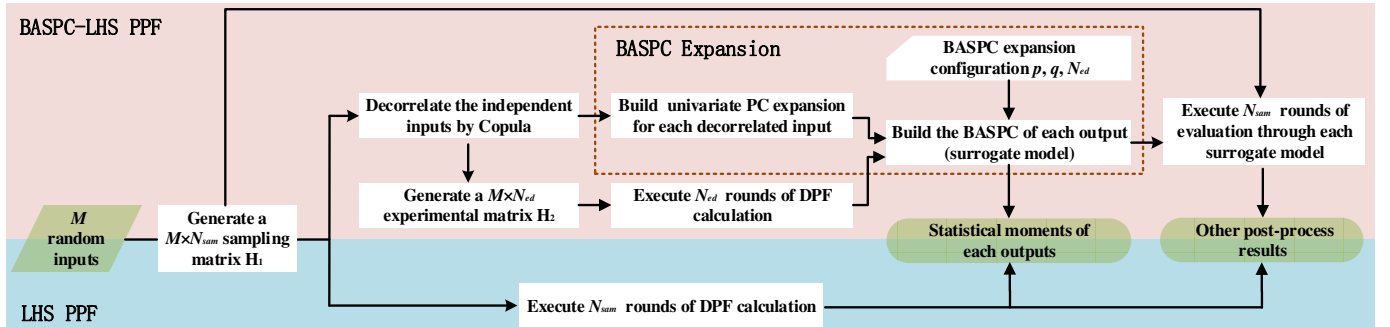 BASPC-LHS PPF
BASPC Expansion
BASPC expansion
configuration p, q, Ned
Decorrelate the independent
inputs by Copula
Build univariate PC expansion
for each decorrelated input
Build the BASPC of each output
(surrogate model)
Execute Nsam rounds of
evaluation through each
surrogate model
Generate a M×Ned
experimental matrix H2
Execute Ned rounds of DPF
calculation
M
random
inputs
Generate a
M×Nsam sampling
matrix H1
Statistical moments of
each outputs
Other post-process
results
Execute Nsam rounds of DPF calculation
LHS PPF